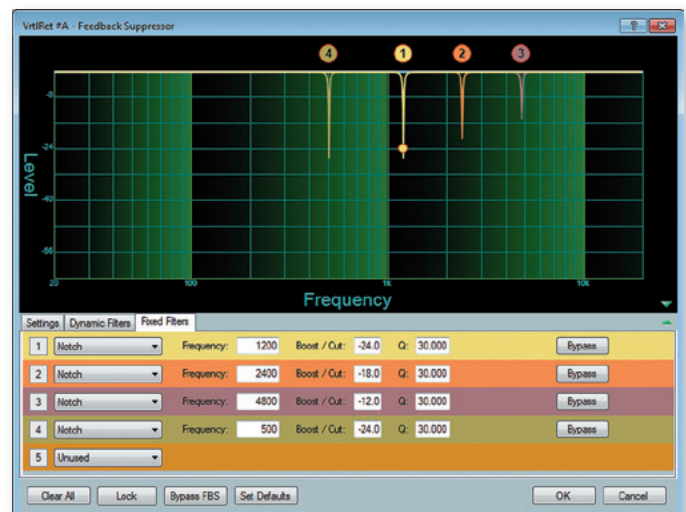 VrtlRet #A - Feedback Suppressor
4 1 2 3
-8
-24
-40
-56
Level
20 100 1k 10k
Frequency
Settings Dynamic Filters Fixed Filters
1 Notch Frequency: 1200 Boost / Cut: -24.0 Q: 30.000 Bypass
2 Notch Frequency: 2400 Boost / Cut: -18.0 Q: 30.000 Bypass
3 Notch Frequency: 4800 Boost / Cut: -12.0 Q: 30.000 Bypass
4 Notch Frequency: 500 Boost / Cut: -24.0 Q: 30.000 Bypass
5 Unused
Clear All Lock Bypass FBS Set Defaults OK Cancel